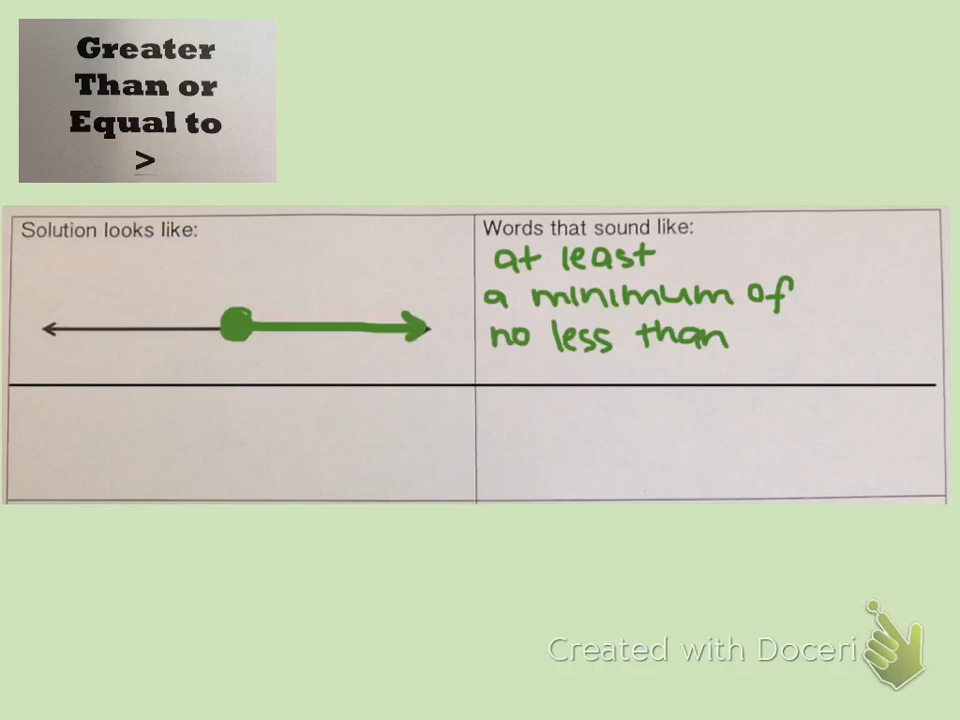 Greater
Than or
Equal to
>
Solution looks like:
Words that sound like:
at least
a minimum of
no less than
Created with Doceri